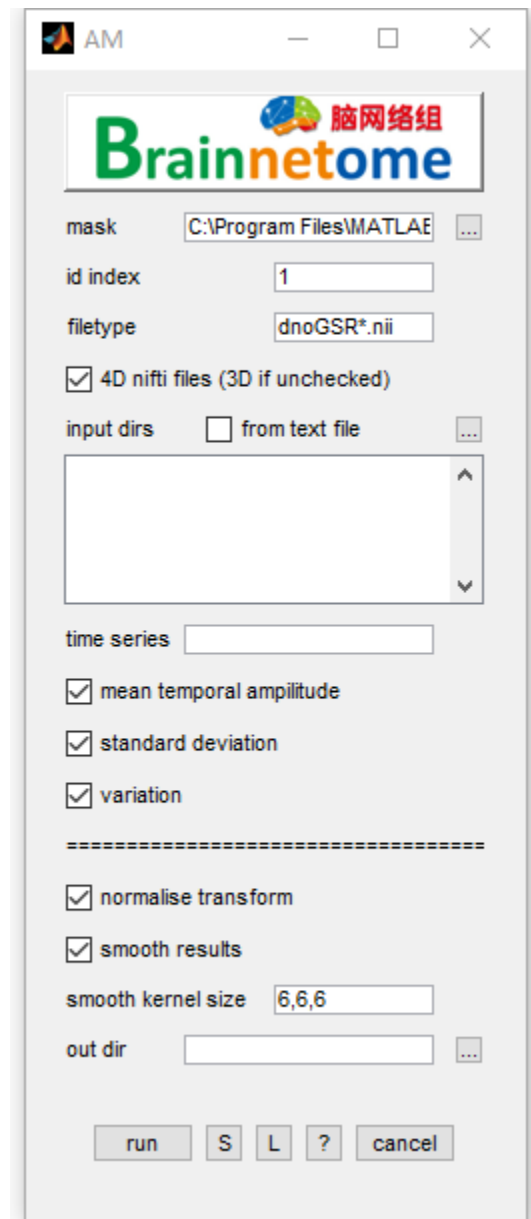 AM
脑网络组
Brainnetome
mask C:\Program Files\MATLAB ...
id index 1
filetype dnoGSR*.nii
4D nifti files (3D if unchecked)
input dirs from text file ...
time series
mean temporal ampilitude
standard deviation
variation
===================================
normalise transform
smooth results
smooth kernel size 6,6,6
out dir ...
run S L ? cancel